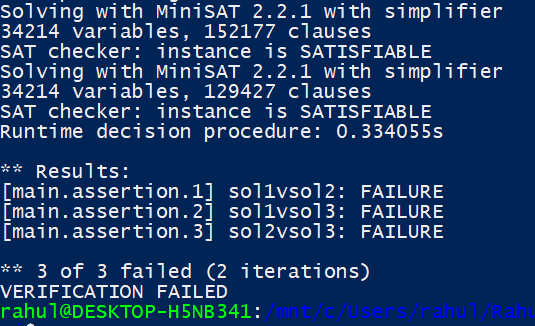 Solving with MiniSAT 2.2.1 with simplifier
34214 variables, 152177 clauses
SAT checker: instance is SATISFIABLE
Solving with MiniSAT 2.2.1 with simplifier
34214 variables, 129427 clauses
SAT checker: instance is SATISFIABLE
Runtime decision procedure: 0.334055s
** Results:
[main.assertion.1] sol1vsol2: FAILURE
[main.assertion.2] sol1vsol3: FAILURE
[main.assertion.3] sol2vsol3: FAILURE
** 3 of 3 failed (2 iterations)
VERIFICATION FAILED
rahul@DESKTOP-H5NB341:/mnt/c/Users/rahul/Rahu